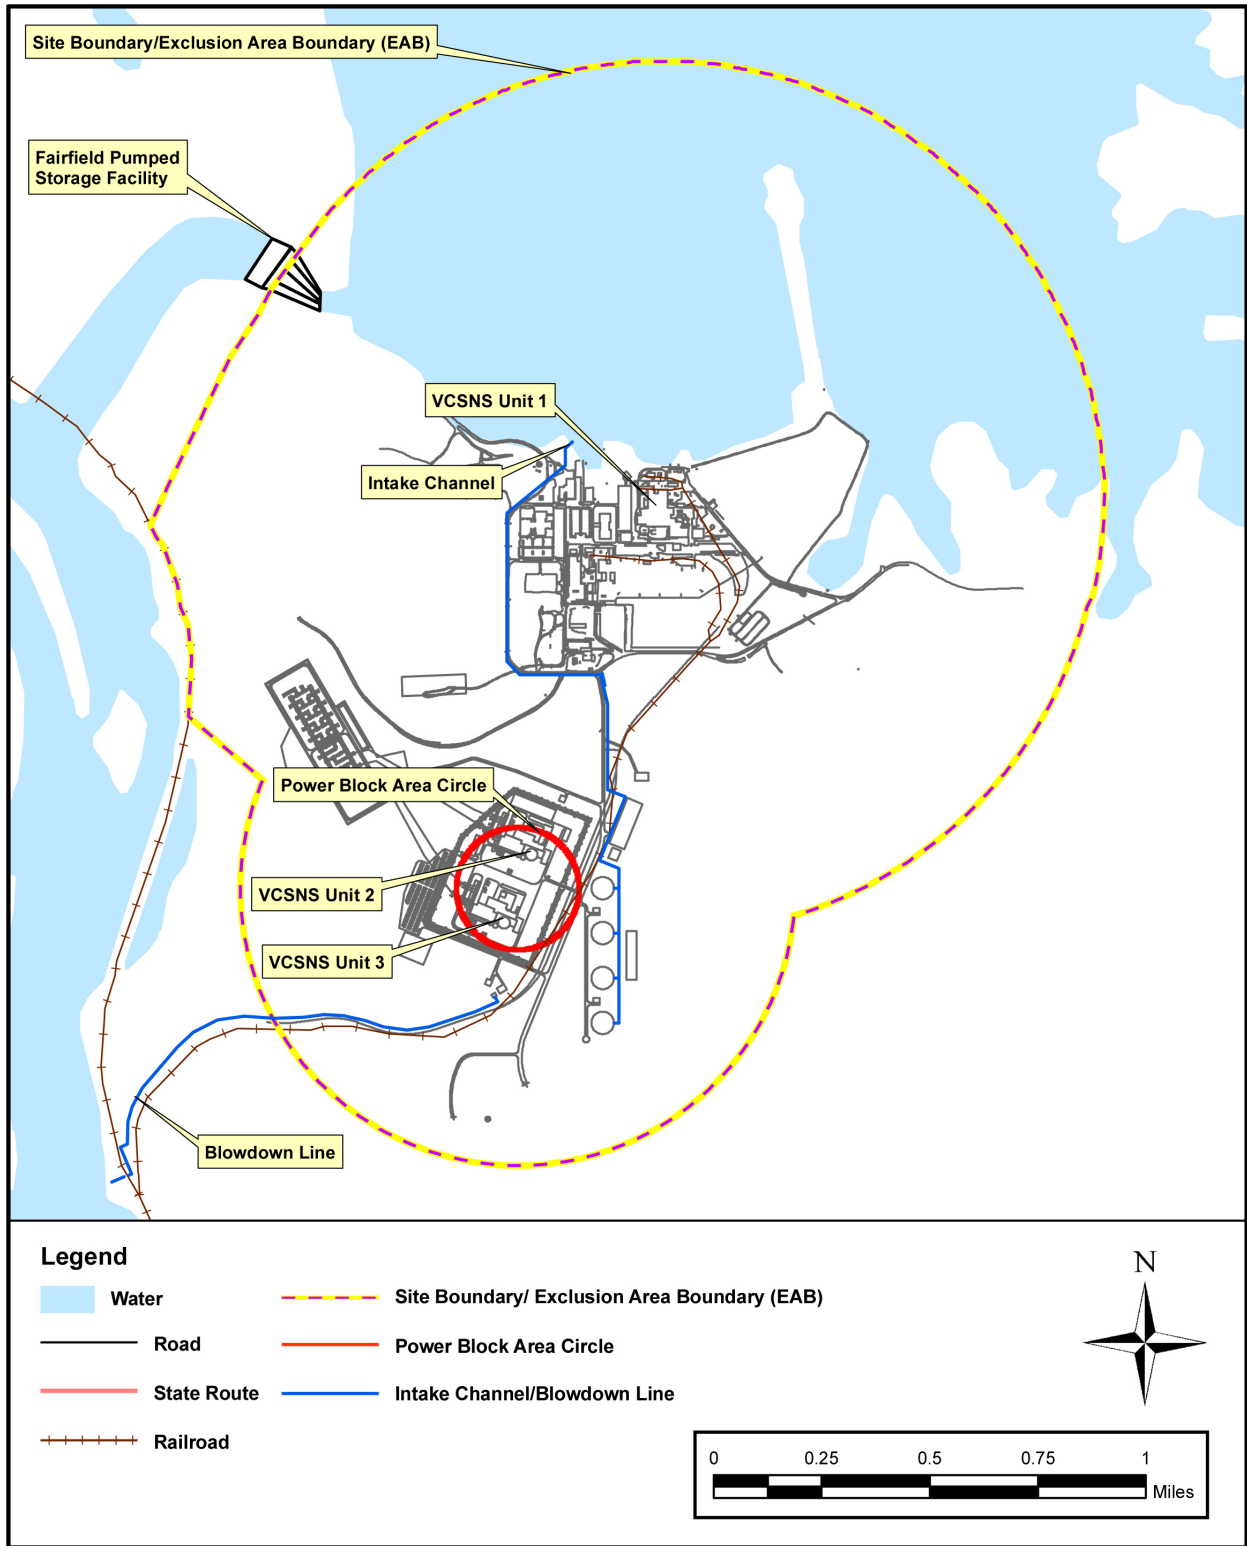 Site Boundary/Exclusion Area Boundary (EAB)
Fairfield Pumped
Storage Facility
VCSNS Unit 1
Intake Channel
Power Block Area Circle
VCSNS Unit 2
VCSNS Unit 3
Blowdown Line
Legend
Water
Road
State Route
Railroad
Site Boundary/ Exclusion Area Boundary (EAB)
Power Block Area Circle
Intake Channel/Blowdown Line
N
0 0.25 0.5 0.75 1
Miles